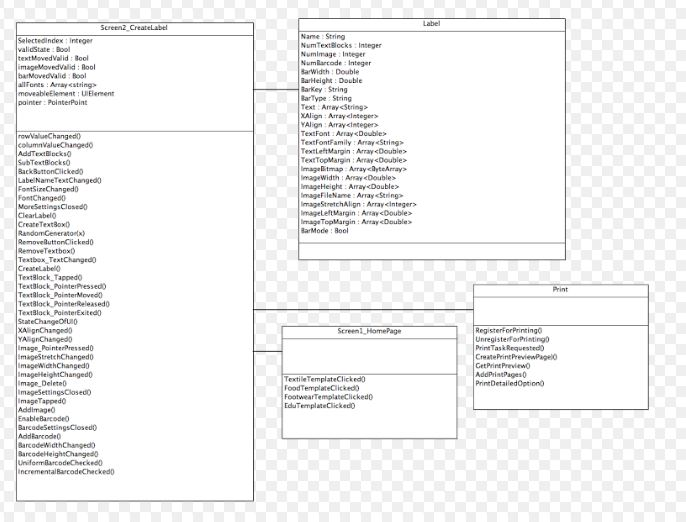 Screen2_CreateLabel
SelectedIndex : Integer
validState : Bool
textMovedValid : Bool
imageMovedValid : Bool
barMovedValid : Bool
allFonts : Array<string>
moveableElement : UIElement
pointer : PointerPoint
rowValueChanged()
columnValueChanged()
AddTextBlocks()
SubTextBlocks()
BackButtonClicked()
LabelNameTextChanged()
FontSizeChanged()
FontChanged()
MoreSettingsClosed()
ClearLabel()
CreateTextBox()
RandomGenerator(x)
RemoveButtonClicked()
RemoveTextbox()
Textbox_TextChanged()
CreateLabel()
TextBlock_Tapped()
TextBlock_PointerPressed()
TextBlock_PointerMoved()
TextBlock_PointerReleased()
TextBlock_PointerExited()
StateChangeOfUI()
XAlignChanged()
YAlignChanged()
Image_PointerPressed()
ImageStretchChanged()
ImageWidthChanged()
ImageHeightChanged()
Image_Delete()
ImageSettingsClosed()
ImageTapped()
AddImage()
EnableBarcode()
BarcodeSettingsClosed()
AddBarcode()
BarcodeWidthChanged()
BarcodeHeightChanged()
UniformBarcodeChecked()
IncrementalBarcodeChecked()
Label
Name : String
NumTextBlocks : Integer
NumImage : Integer
NumBarcode : Integer
BarWidth : Double
BarHeight : Double
BarKey : String
BarType : String
Text : Array<String>
XAlign : Array<Integer>
YAlign : Array<Integer>
TextFont : Array<Double>
TextFontFamily : Array<String>
TextLeftMargin : Array<Double>
TextTopMargin : Array<Double>
ImageBitmap : Array<ByteArray>
ImageWidth : Array<Double>
ImageHeight : Array<Double>
ImageFileName : Array<String>
ImageStretchAlign : Array<Integer>
ImageLeftMargin : Array<Double>
ImageTopMargin : Array<Double>
BarMode : Bool
Print
RegisterForPrinting()
UnregisterForPrinting()
PrintTaskRequested()
CreatePrintPreviewPage()
GetPrintPreview()
AddPrintPages()
PrintDetailedOption()
Screen1_HomePage
TextileTemplateClicked()
FoodTemplateClicked()
FootwearTemplateClicked()
EduTemplateClicked()